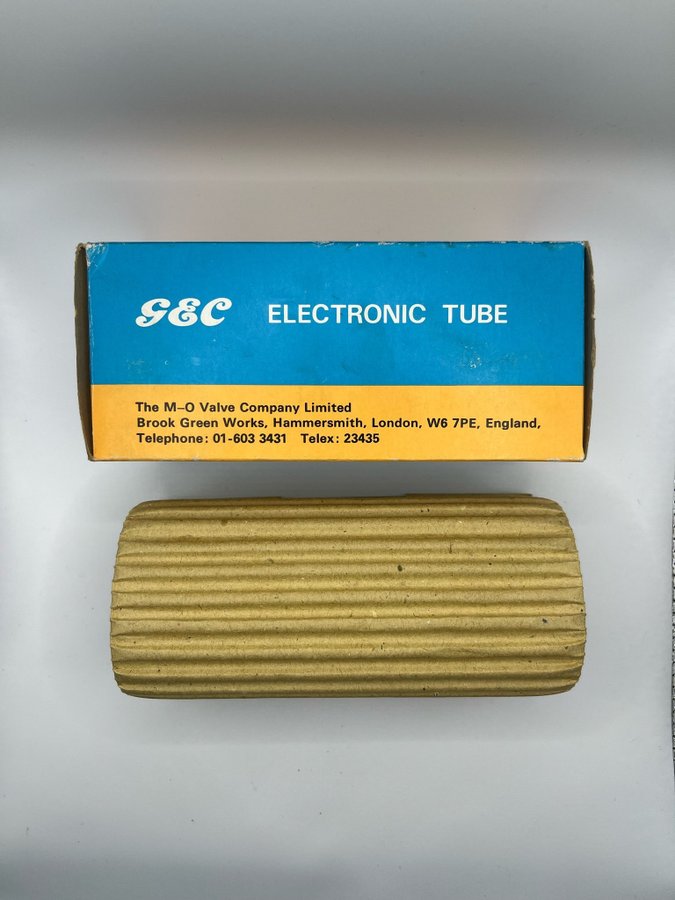 GEC ELECTRONIC TUBE
The M–O Valve Company Limited
Brook Green Works, Hammersmith, London, W6 7PE, England,
Telephone: 01-603 3431 Telex: 23435